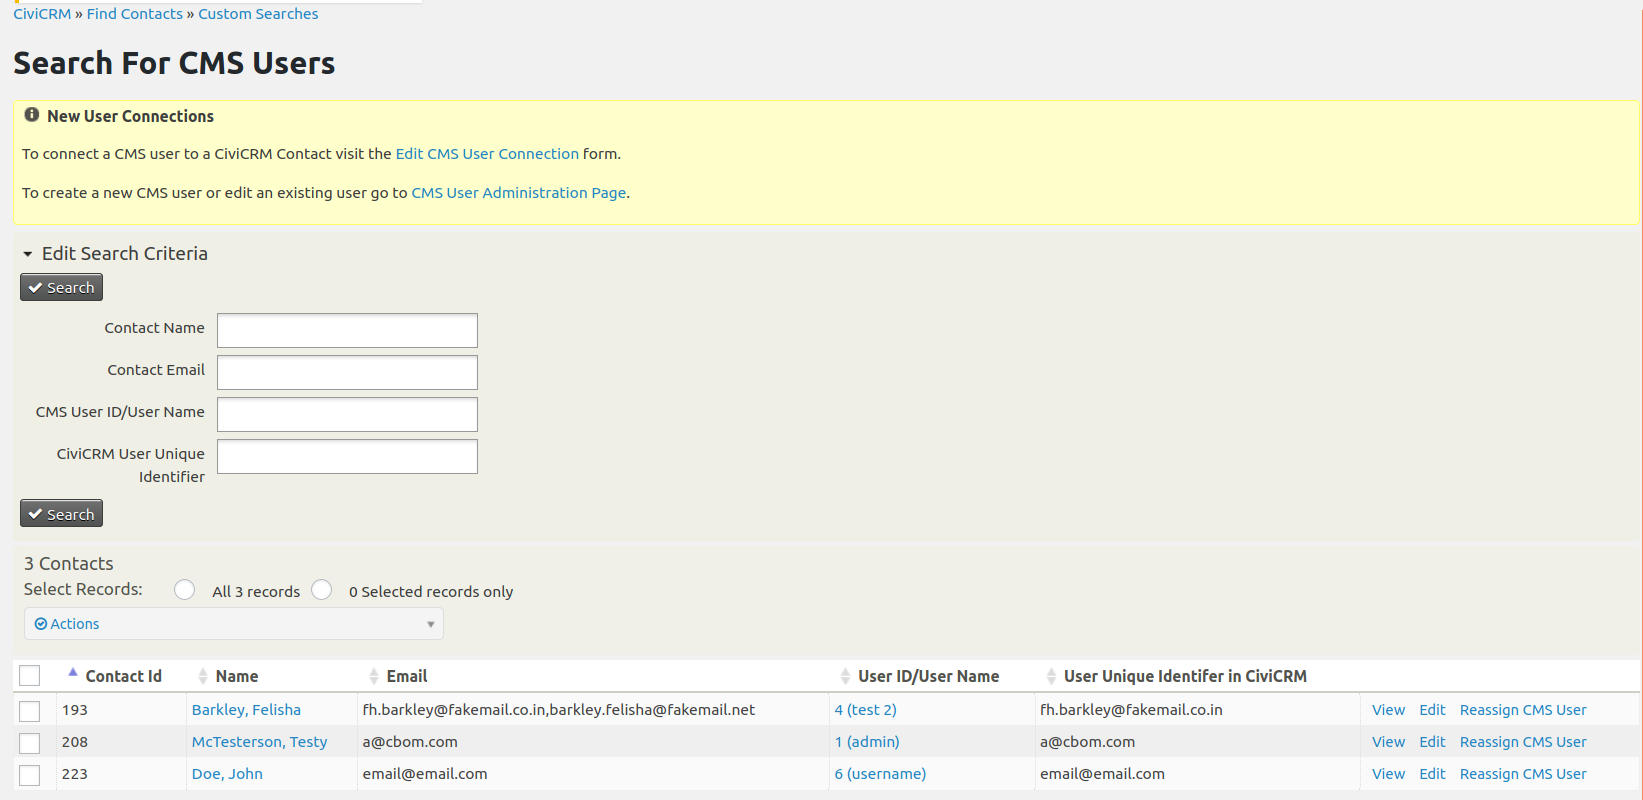 CiviCRM » Find Contacts » Custom Searches
Search For CMS Users
New User Connections
To connect a CMS user to a CiviCRM Contact visit the Edit CMS User Connection form.
To create a new CMS user or edit an existing user go to CMS User Administration Page.
Edit Search Criteria
Search
Contact Name
Contact Email
CMS User ID/User Name
CiviCRM User Unique
Identifier
Search
3 Contacts
Select Records: All 3 records 0 Selected records only
Actions
Contact Id Name Email User ID/User Name User Unique Identifer in CiviCRM
193 Barkley, Felisha fh.barkley@fakemail.co.in,barkley.felisha@fakemail.net 4 (test 2) fh.barkley@fakemail.co.in View Edit Reassign CMS User
208 McTesterson, Testy a@cbom.com 1 (admin) a@cbom.com View Edit Reassign CMS User
223 Doe, John email@email.com 6 (username) email@email.com View Edit Reassign CMS User